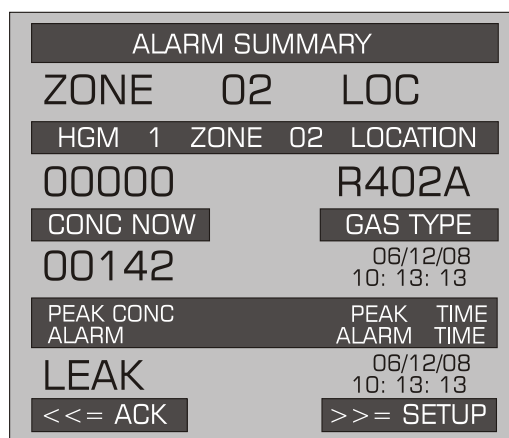 ALARM SUMMARY
ZONE 02 LOC
HGM 1 ZONE 02 LOCATION
00000 R402A
CONC NOW GAS TYPE
00142 06/12/08
10: 13: 13
PEAK CONC PEAK TIME
ALARM ALARM TIME
LEAK 06/12/08
10: 13: 13
<<= ACK >>= SETUP